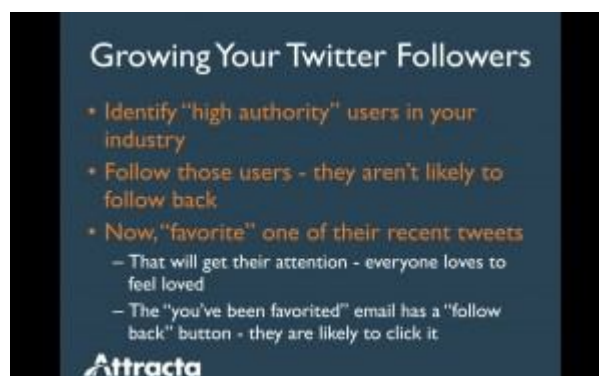 Growing Your Twitter Followers
• Identify “high authority” users in your
industry
• Follow those users - they aren't likely to
follow back
• Now, “favorite” one of their recent tweets
– That will get their attention - everyone loves to
feel loved
– The “you've been favorited” email has a “follow
back” button - they are likely to click it
Attracta